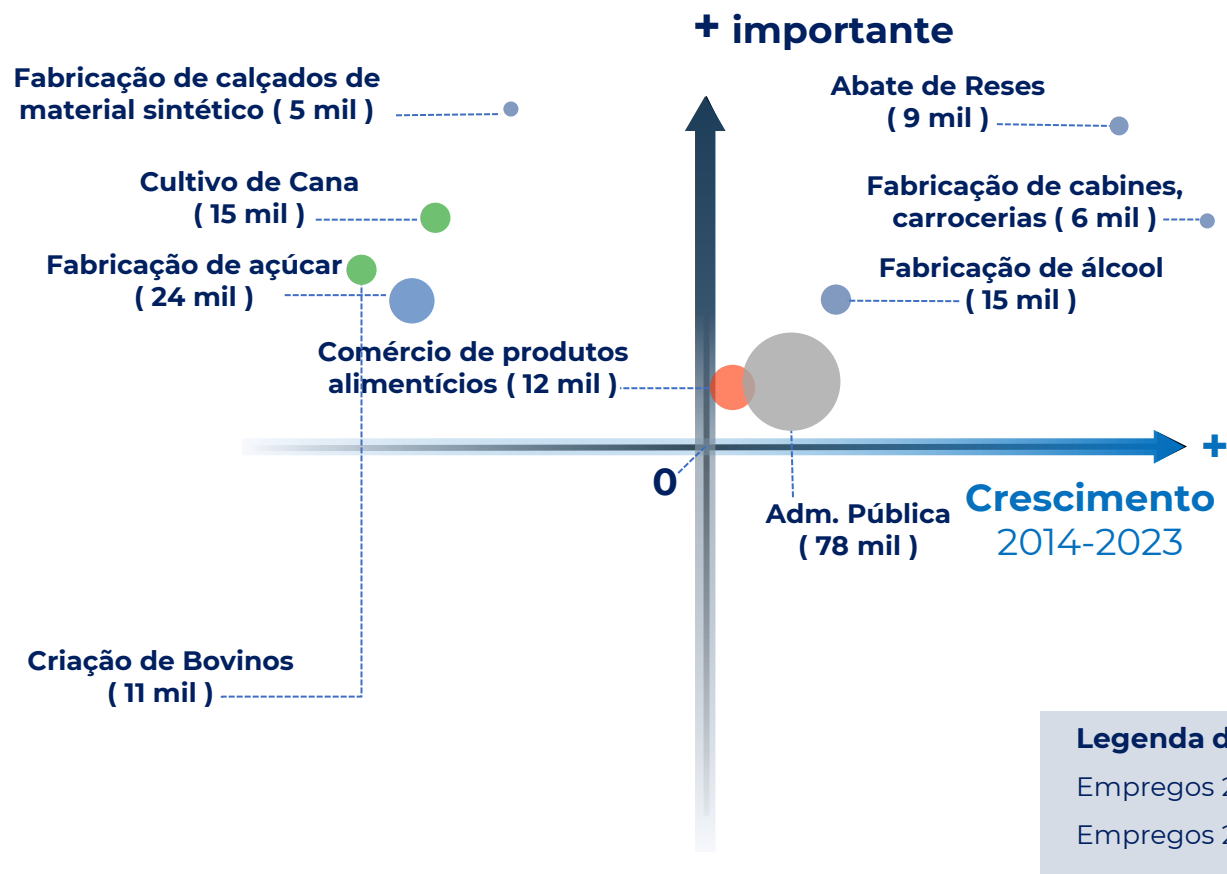 + importante
Fabricação de calçados de
material sintético ( 5 mil )
Abate de Reses
( 9 mil )
Cultivo de Cana
( 15 mil )
Fabricação de cabines,
carrocerias ( 6 mil )
Fabricação de açúcar
( 24 mil )
Fabricação de álcool
( 15 mil )
Comércio de produtos
alimentícios ( 12 mil )
+
0
Crescimento
2014-2023
Adm. Pública
( 78 mil )
Criação de Bovinos
( 11 mil )
Legenda d
Empregos 2
Empregos 2